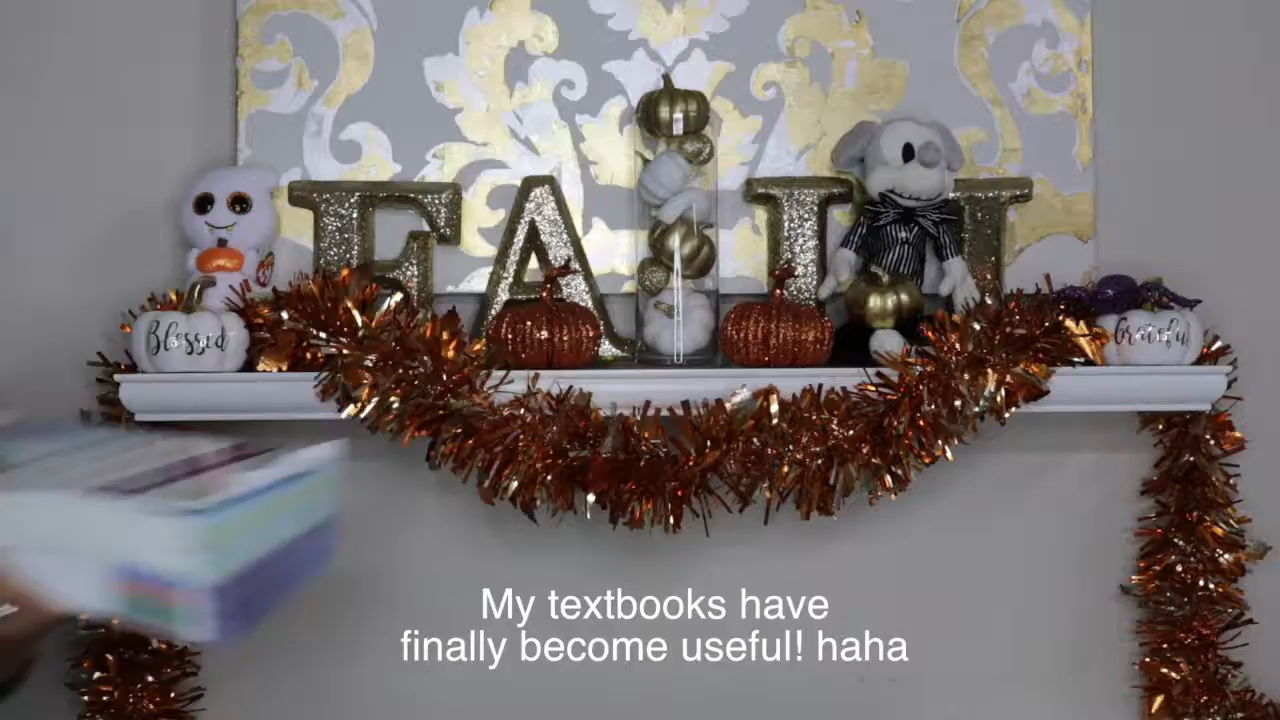 FALL
Blessed
Grateful
My textbooks have
finally become useful! haha